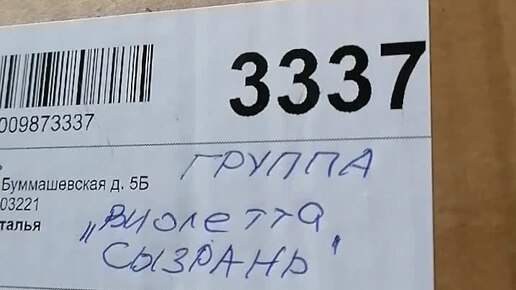 3337
009873337
ГРУППА
Буммашевская д. 5Б
03221
талья
„ВИОЛЕТТА
СЫЗРАНЬ"